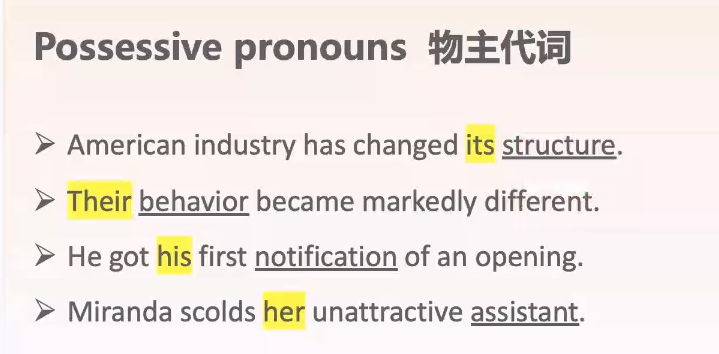 Possessive pronouns 物主代词
➢ American industry has changed its structure.
➢ Their behavior became markedly different.
➢ He got his first notification of an opening.
➢ Miranda scolds her unattractive assistant.